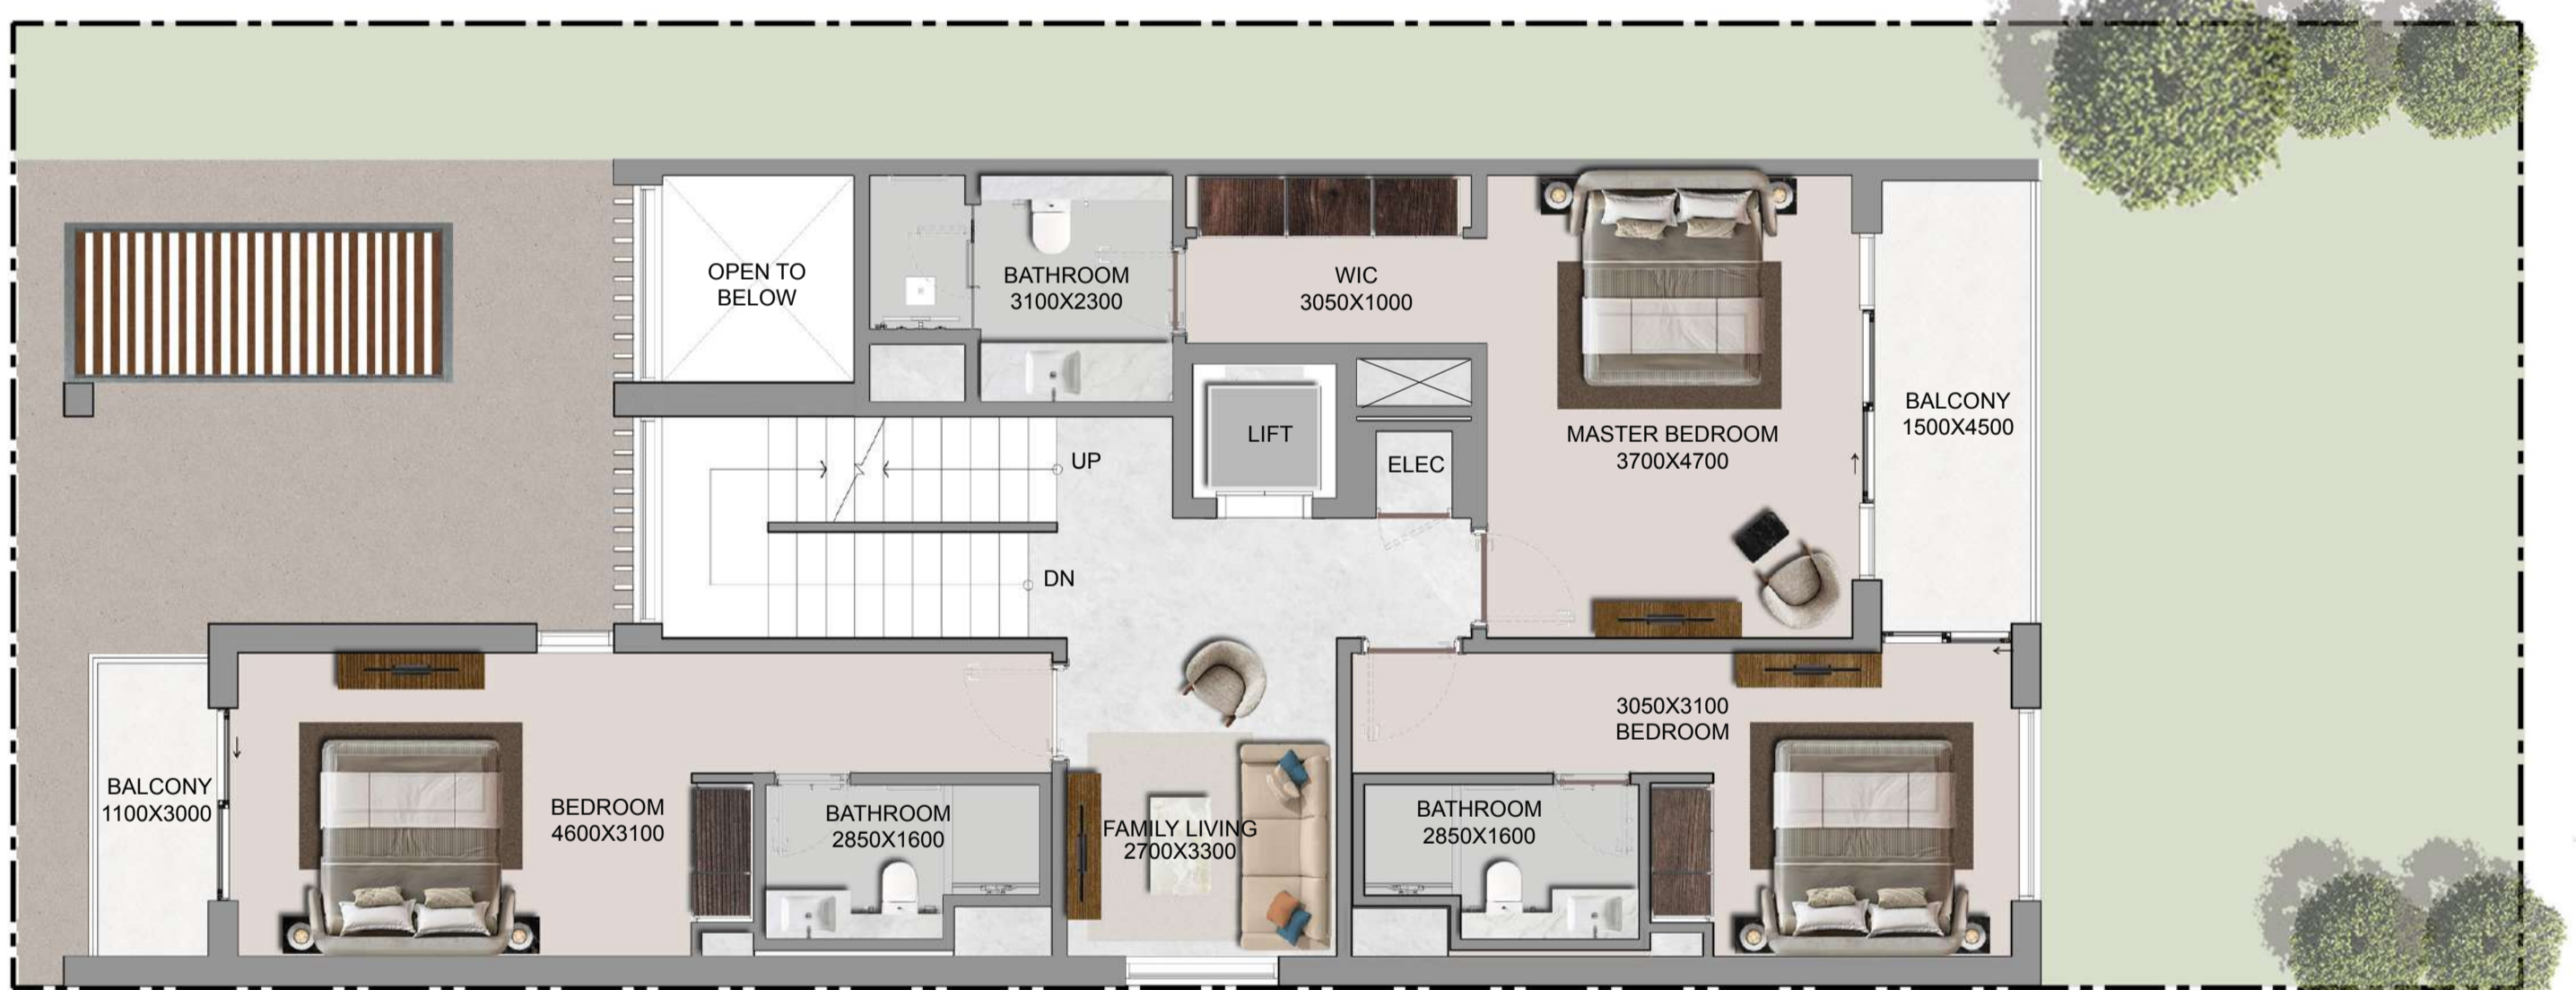 OPEN TO
BELOW
BATHROOM
3100X2300
WIC
3050X1000
LIFT
ELEC
UP
DN
MASTER BEDROOM
3700X4700
BALCONY
1500X4500
BALCONY
1100X3000
BEDROOM
4600X3100
BATHROOM
2850X1600
FAMILY LIVING
2700X3300
BATHROOM
2850X1600
3050X3100
BEDROOM